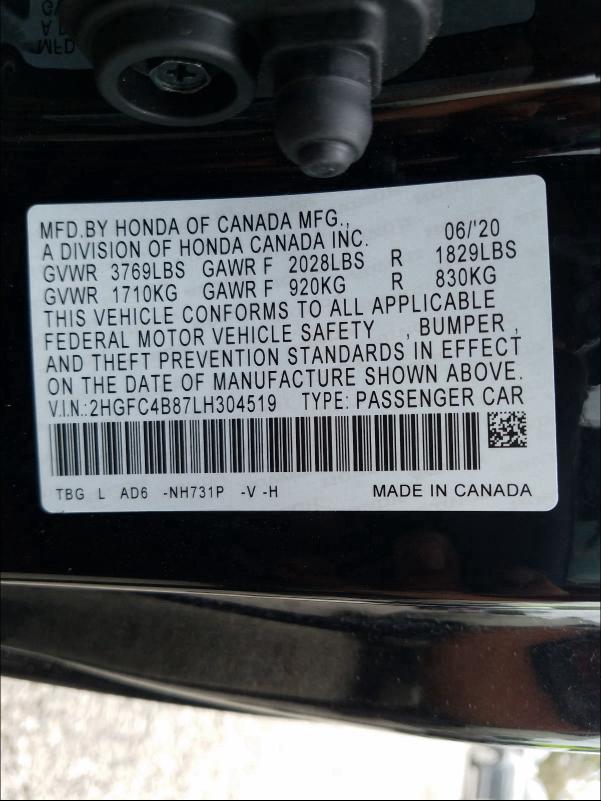 MFD
MFD.BY HONDA OF CANADA MFG., 06/'20
A DIVISION OF HONDA CANADA INC.
GVWR 3769LBS GAWR F 2028LBS R 1829LBS
GVWR 1710KG GAWR F 920KG R 830KG
THIS VEHICLE CONFORMS TO ALL APPLICABLE
FEDERAL MOTOR VEHICLE SAFETY , BUMPER ,
AND THEFT PREVENTION STANDARDS IN EFFECT
ON THE DATE OF MANUFACTURE SHOWN ABOVE.
V.I.N.:2HGFC4B87LH304519 TYPE: PASSENGER CAR
TBG L AD6 -NH731P -V -H MADE IN CANADA